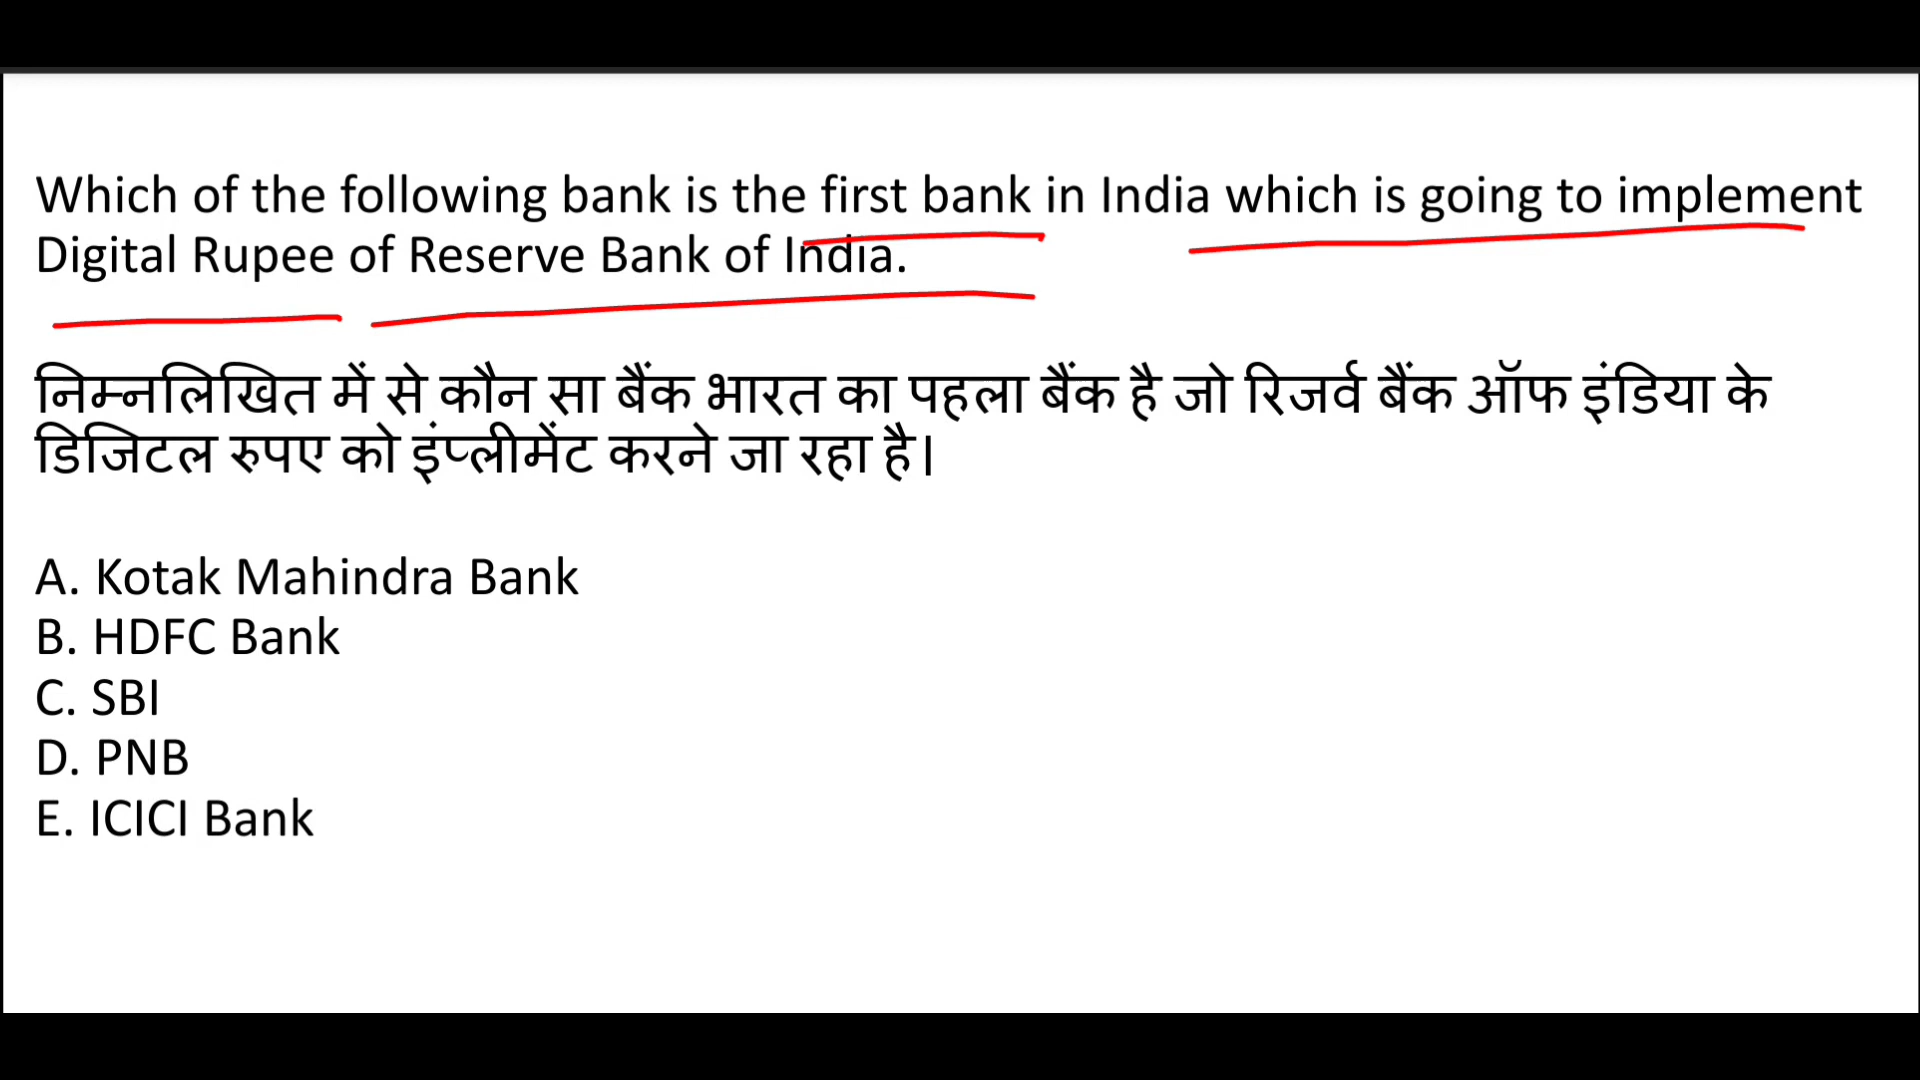 Which of the following bank is the first bank in India which is going to implement
Digital Rupee of Reserve Bank of India.
निम्नलिखित में से कौन सा बैंक भारत का पहला बैंक है जो रिजर्व बैंक ऑफ इंडिया के
डिजिटल रुपए को इंप्लीमेंट करने जा रहा है।
A. Kotak Mahindra Bank
B. HDFC Bank
C. SBI
D. PNB
E. ICICI Bank